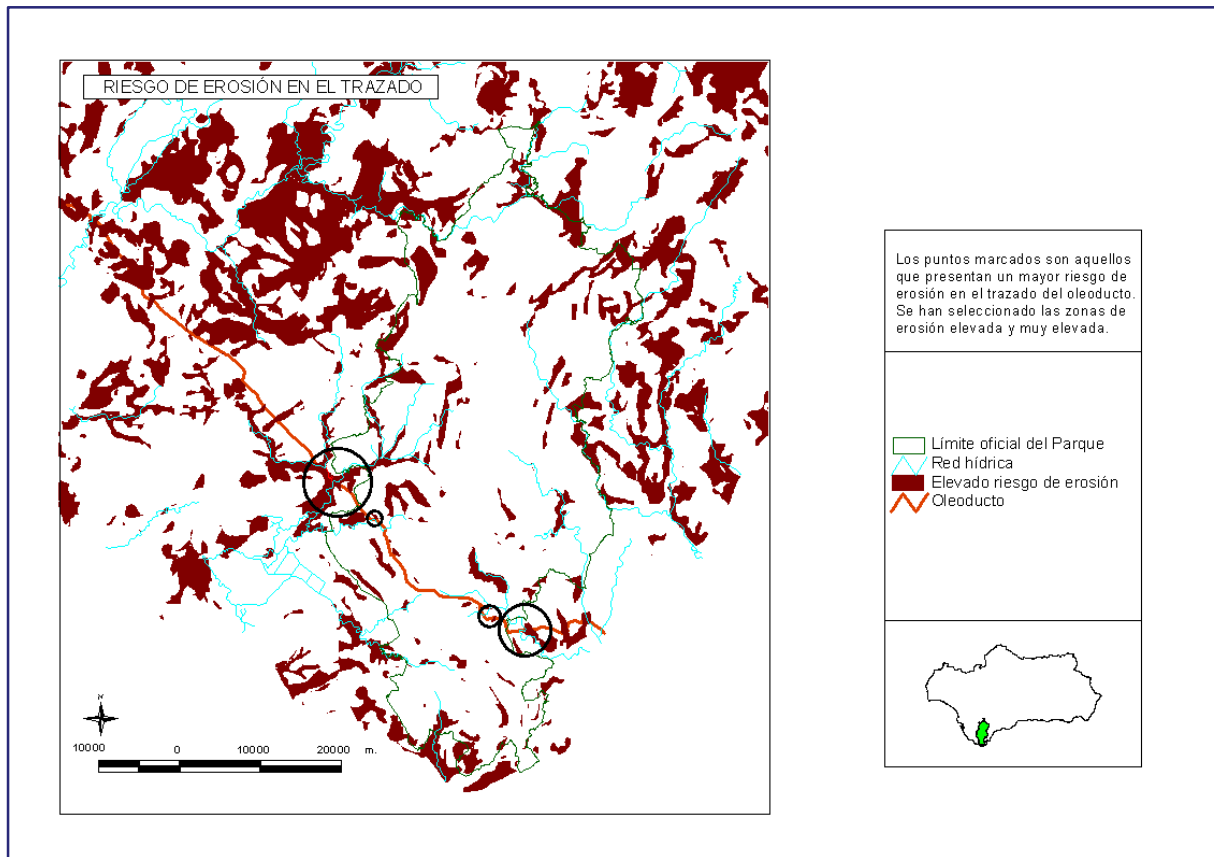 RIESGO DE EROSIÓN EN EL TRAZADO
Los puntos marcados son aquellos
que presentan un mayor riesgo de
erosión en el trazado del oleoducto.
Se han seleccionado las zonas de
erosión elevada y muy elevada.
Límite oficial del Parque
Red hídrica
Elevado riesgo de erosión
Oleoducto
N
10000 0 10000 20000 m.